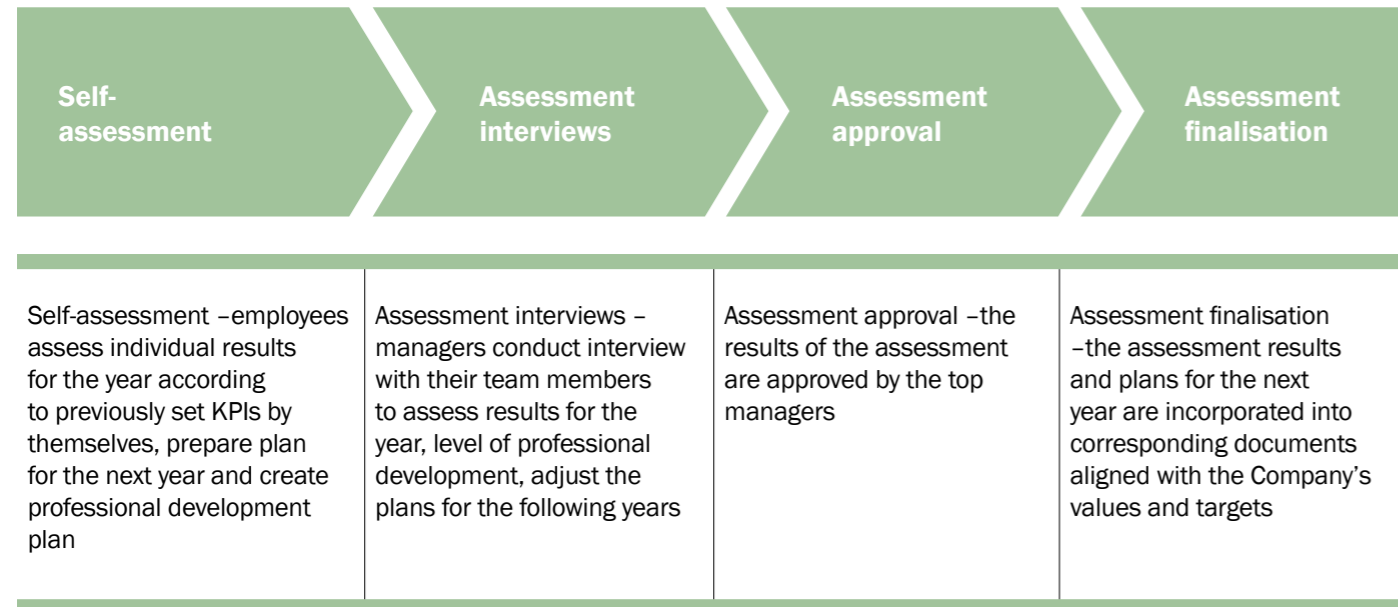 Self-
assessment
Assessment
interviews
Assessment
approval
Assessment
finalisation
Self-assessment –employees
assess individual results
for the year according
to previously set KPIs by
themselves, prepare plan
for the next year and create
professional development
plan
Assessment interviews –
managers conduct interview
with their team members
to assess results for the
year, level of professional
development, adjust the
plans for the following years
Assessment approval –the
results of the assessment
are approved by the top
managers
Assessment finalisation
–the assessment results
and plans for the next
year are incorporated into
corresponding documents
aligned with the Company’s
values and targets